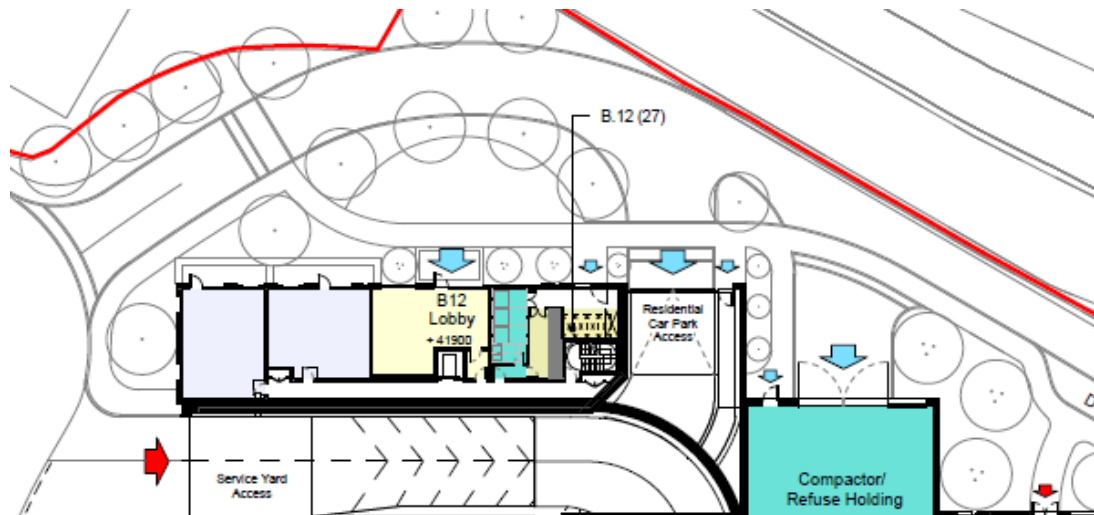 B.12 (27)
B12
Lobby
+ 41900
Residential
Car Park
Access
Service Yard
Access
Compactor/
Refuse Holding
D